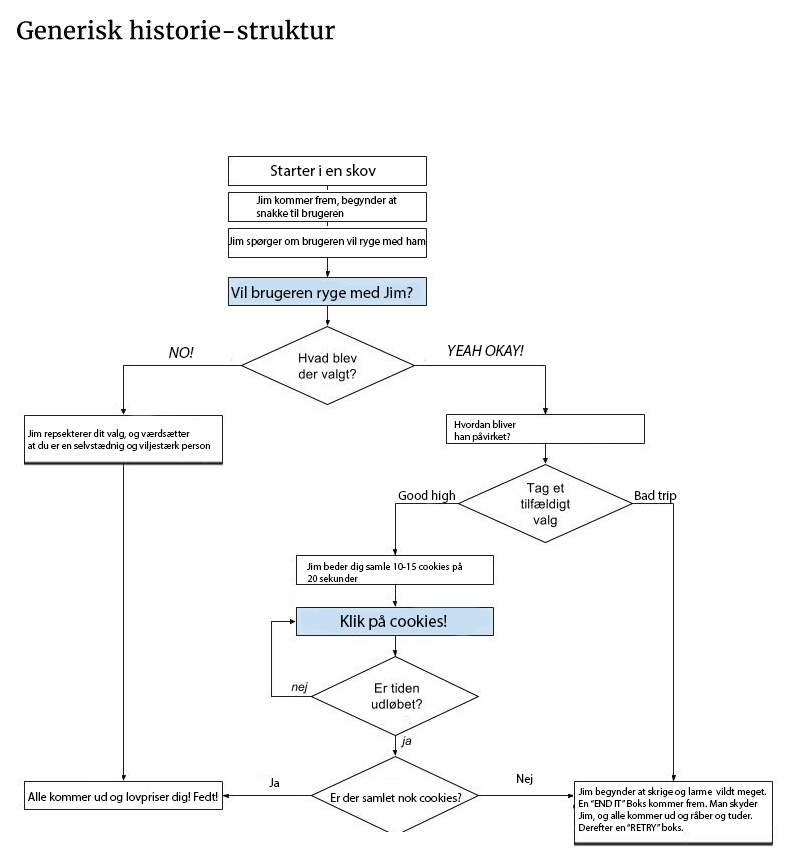 Generisk historie-struktur
Starter i en skov
Jim kommer frem, begynder at
snakke til brugeren
Jim spørger om brugeren vil ryge med ham
Vil brugeren ryge med Jim?
NO!
Hvad blev
der valgt?
YEAH OKAY!
Jim repsekterer dit valg, og værdsætter
at du er en selvstædnig og viljestærk person
Hvordan bliver
han påvirket?
Good high
Tag et
tilfældigt
valg
Bad trip
Jim beder dig samle 10-15 cookies på
20 sekunder
Klik på cookies!
nej
Er tiden
udløbet?
ja
Ja
Nej
Alle kommer ud og lovpriser dig! Fedt!
Er der samlet nok cookies?
Jim begynder at skrige og larme vildt meget.
En "END IT" Boks kommer frem. Man skyder
Jim, og alle kommer ud og råber og tuder.
Derefter en "RETRY" boks.